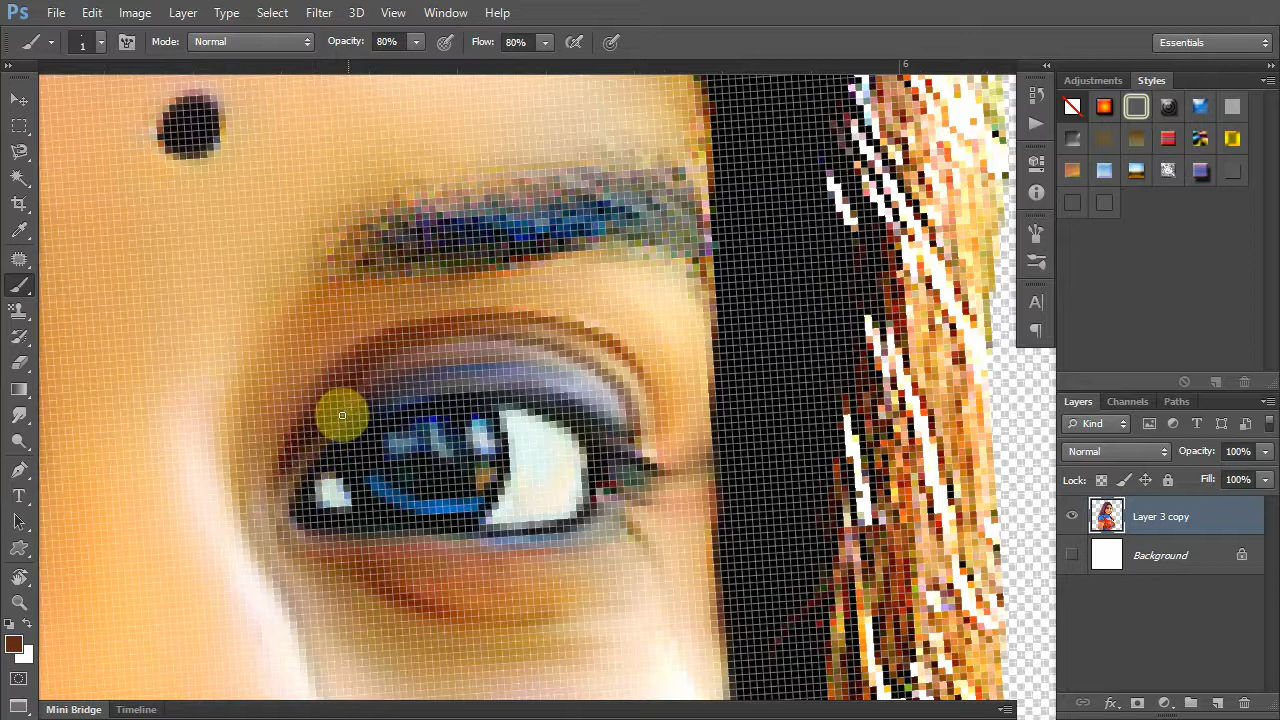 Ps File Edit Image Layer Type Select Filter 3D View Window Help
1 Mode: Normal Opacity: 80% Flow: 80% Essentials
6
Adjustments Styles
Layers Channels Paths
Kind
Normal Opacity: 100%
Lock: Fill: 100%
Layer 3 copy
Background
Mini Bridge Timeline